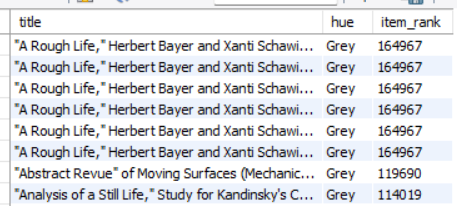 title hue item_rank
"A Rough Life," Herbert Bayer and Xanti Schawi... Grey 164967
"A Rough Life," Herbert Bayer and Xanti Schawi... Grey 164967
"A Rough Life," Herbert Bayer and Xanti Schawi... Grey 164967
"A Rough Life," Herbert Bayer and Xanti Schawi... Grey 164967
"A Rough Life," Herbert Bayer and Xanti Schawi... Grey 164967
"A Rough Life," Herbert Bayer and Xanti Schawi... Grey 164967
"Abstract Revue" of Moving Surfaces (Mechanic... Grey 119690
"Analysis of a Still Life," Study for Kandinsky's C... Grey 114019